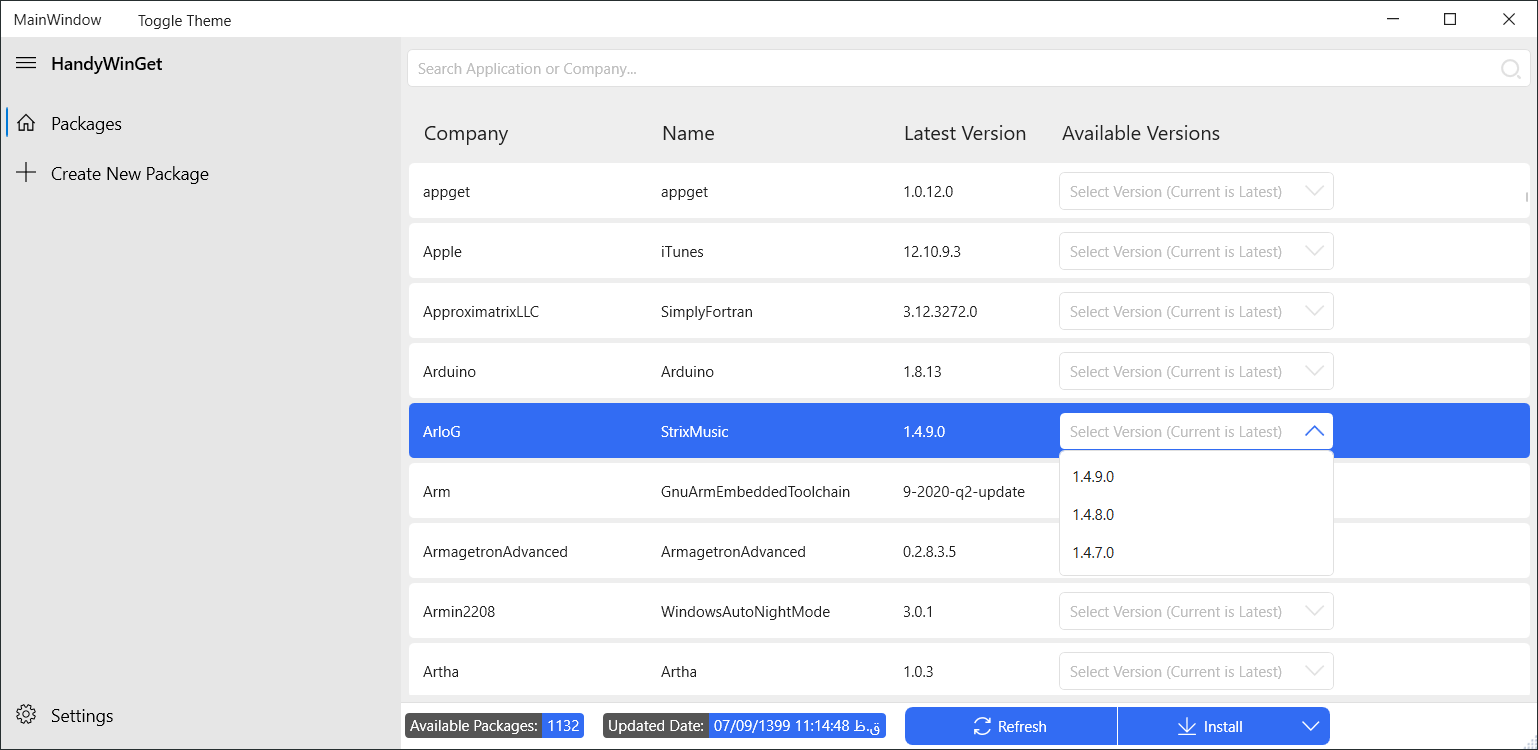 MainWindow Toggle Theme
HandyWinGet
Packages
Create New Package
Settings
Search Application or Company...
Company Name Latest Version Available Versions
appget appget 1.0.12.0 Select Version (Current is Latest)
Apple iTunes 12.10.9.3 Select Version (Current is Latest)
ApproximatrixLLC SimplyFortran 3.12.3272.0 Select Version (Current is Latest)
Arduino Arduino 1.8.13 Select Version (Current is Latest)
ArloG StrixMusic 1.4.9.0 Select Version (Current is Latest)
1.4.9.0
1.4.8.0
1.4.7.0
Arm GnuArmEmbeddedToolchain 9-2020-q2-update
ArmagetronAdvanced ArmagetronAdvanced 0.2.8.3.5
Armin2208 WindowsAutoNightMode 3.0.1 Select Version (Current is Latest)
Artha Artha 1.0.3 Select Version (Current is Latest)
Available Packages: 1132 Updated Date: 07/09/1399 11:14:48 ق.ظ Refresh Install